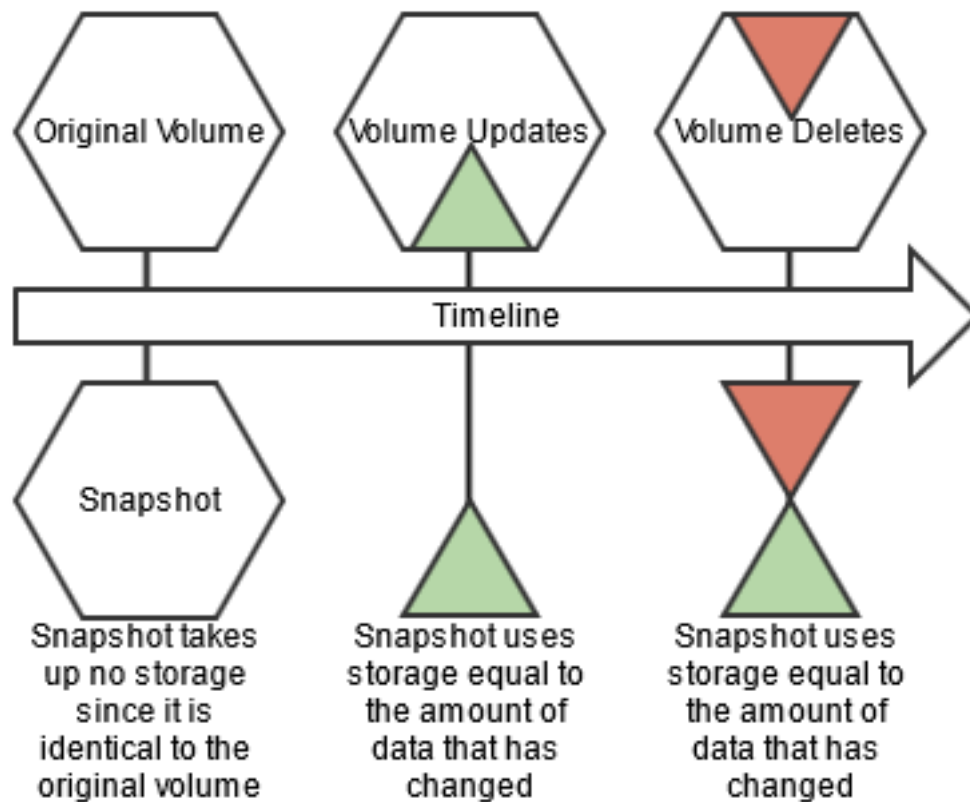 Original Volume
Volume Updates
Volume Deletes
Timeline
Snapshot
Snapshot takes
up no storage
since it is
identical to the
original volume
Snapshot uses
storage equal to
the amount of
data that has
changed
Snapshot uses
storage equal to
the amount of
data that has
changed